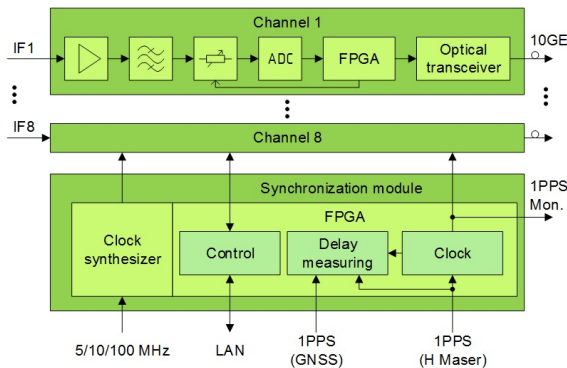 Channel 1
IF1
ADC
FPGA
Optical
transceiver
10GE
IF8
Channel 8
Synchronization module
1PPS
Mon.
FPGA
Clock
synthesizer
Control
Delay
measuring
Clock
5/10/100 MHz
LAN
1PPS
(GNSS)
1PPS
(H Maser)